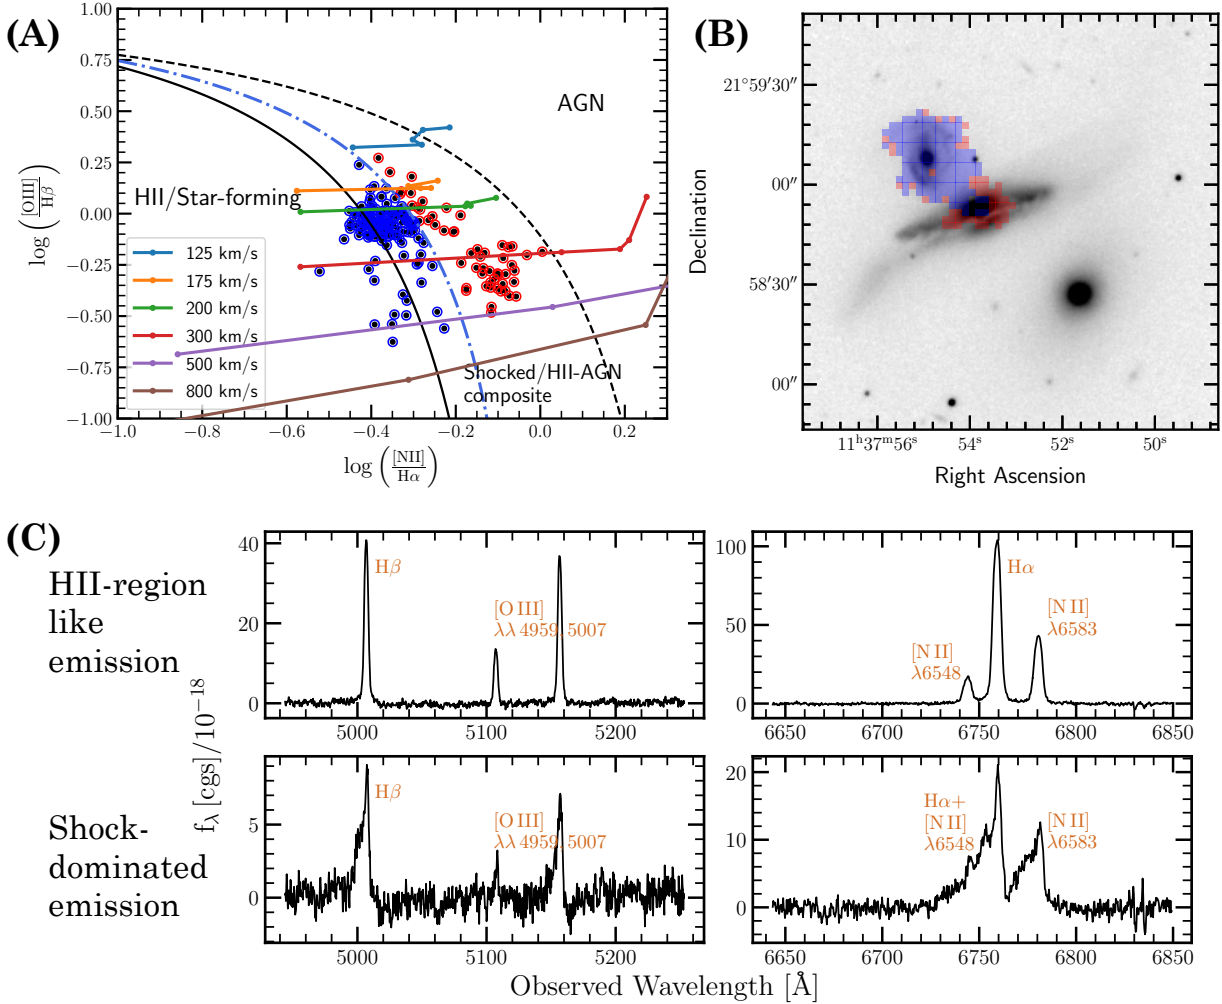 (A)
1.00
0.75
0.50
0.25
0.00
−0.25
−0.50
−0.75
−1.00
log ([OIII]/Hβ)
AGN
HII/Star-forming
125 km/s
175 km/s
200 km/s
300 km/s
500 km/s
800 km/s
Shocked/HII-AGN
composite
−1.0 −0.8 −0.6 −0.4 −0.2 0.0 0.2
log ([NII]/Hα)
(B)
21°59′30″
00″
58′30″
00″
Declination
11ʰ37ᵐ56ˢ 54ˢ 52ˢ 50ˢ
Right Ascension
(C)
HII-region
like
emission
40
20
0
Hβ
[O III]
λλ 4959, 5007
5000 5100 5200
100
50
0
Hα
[N II]
λ6548
[N II]
λ6583
6650 6700 6750 6800 6850
Shock-
dominated
emission
f_λ [cgs]/10⁻¹⁸
5
0
Hβ
[O III]
λλ 4959, 5007
5000 5100 5200
20
10
0
Hα+
[N II]
λ6548
[N II]
λ6583
6650 6700 6750 6800 6850
Observed Wavelength [Å]